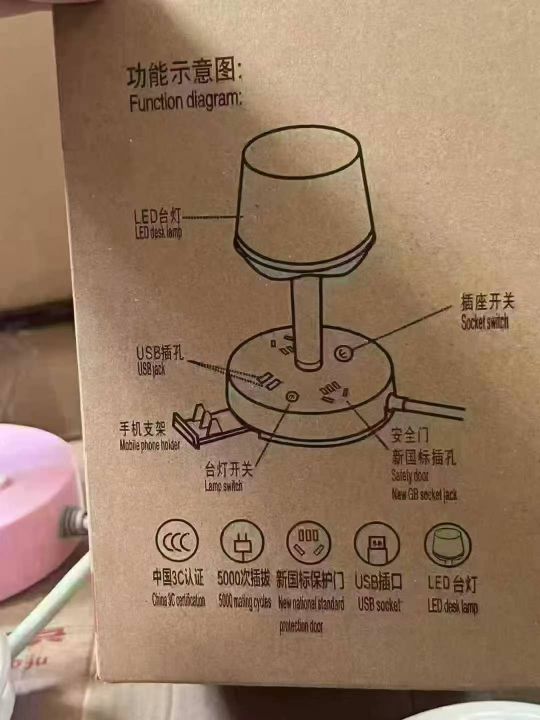 功能示意图:
Function diagram:
LED台灯
LED desk lamp
插座开关
Socket switch
USB插孔
USB jack
手机支架
Mobile phone holder
台灯开关
Lamp switch
安全门
新国标插孔
Safety door
New GB socket jack
中国3C认证
China 3C certification
5000次插拔
5000 mating cycles
新国标保护门
New national standard
protection door
USB插口
USB socket
LED台灯
LED desk lamp